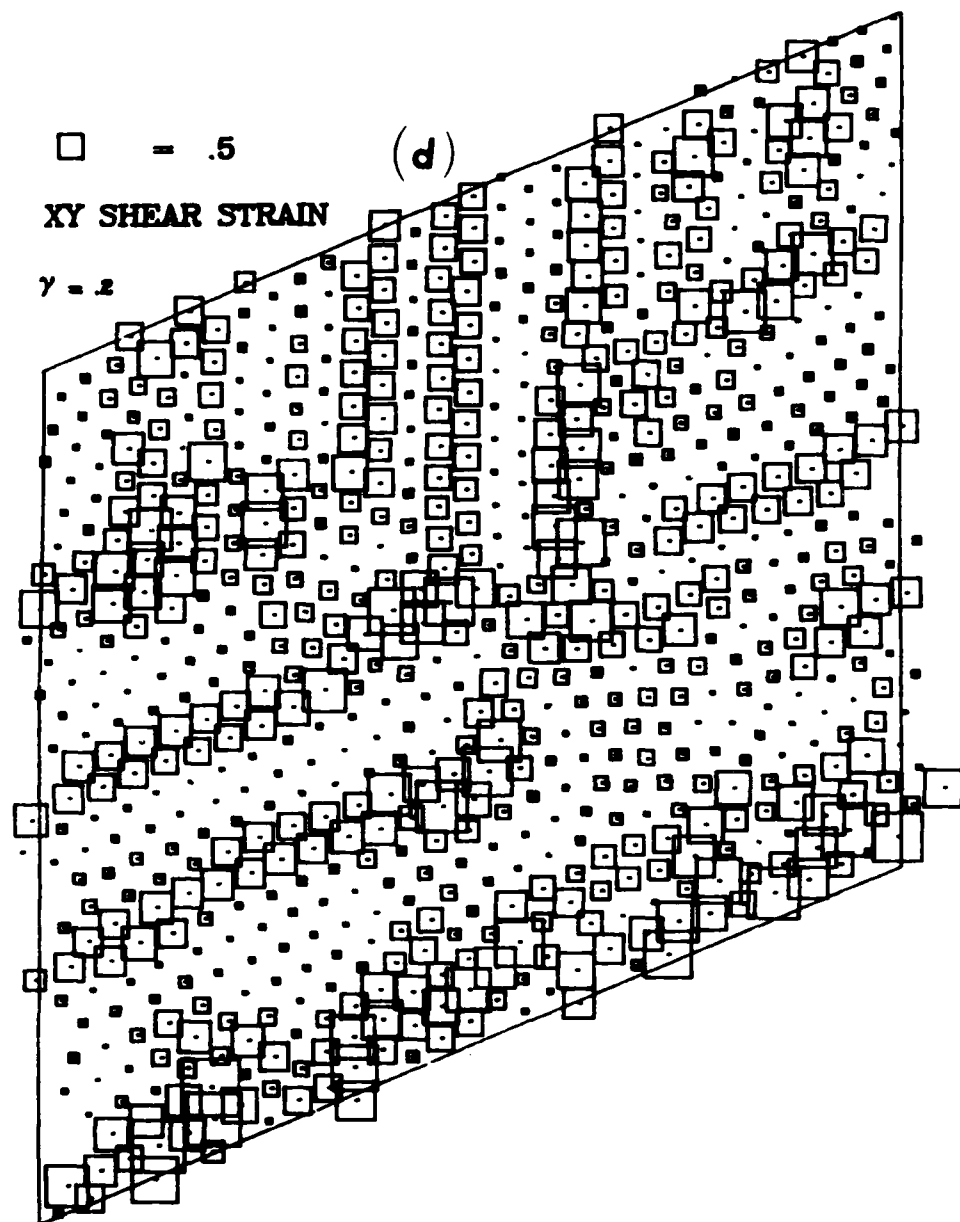 □ = .5
(d)
XY SHEAR STRAIN
γ = .2